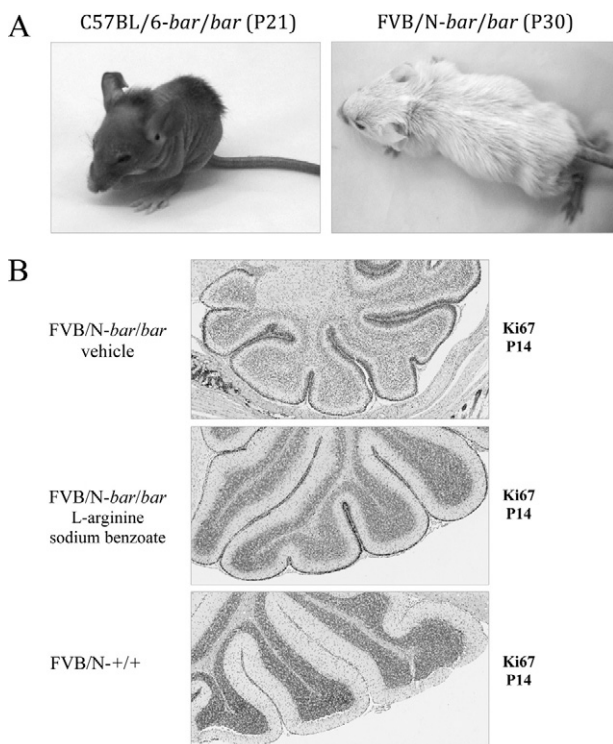 A
C57BL/6-bar/bar (P21)
FVB/N-bar/bar (P30)
B
FVB/N-bar/bar
vehicle
Ki67
P14
FVB/N-bar/bar
L-arginine
sodium benzoate
Ki67
P14
FVB/N-+/+
Ki67
P14